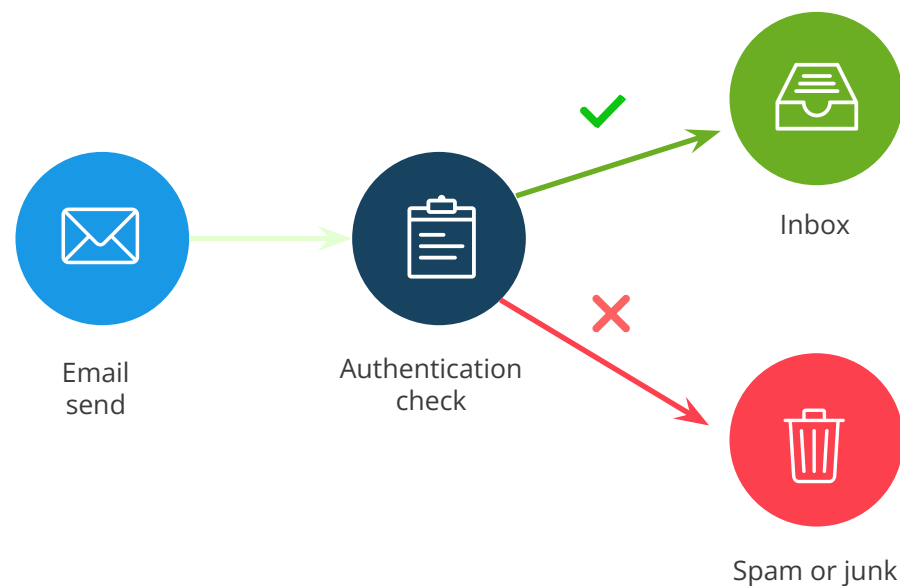 Inbox
Email
send
Authentication
check
Spam or junk